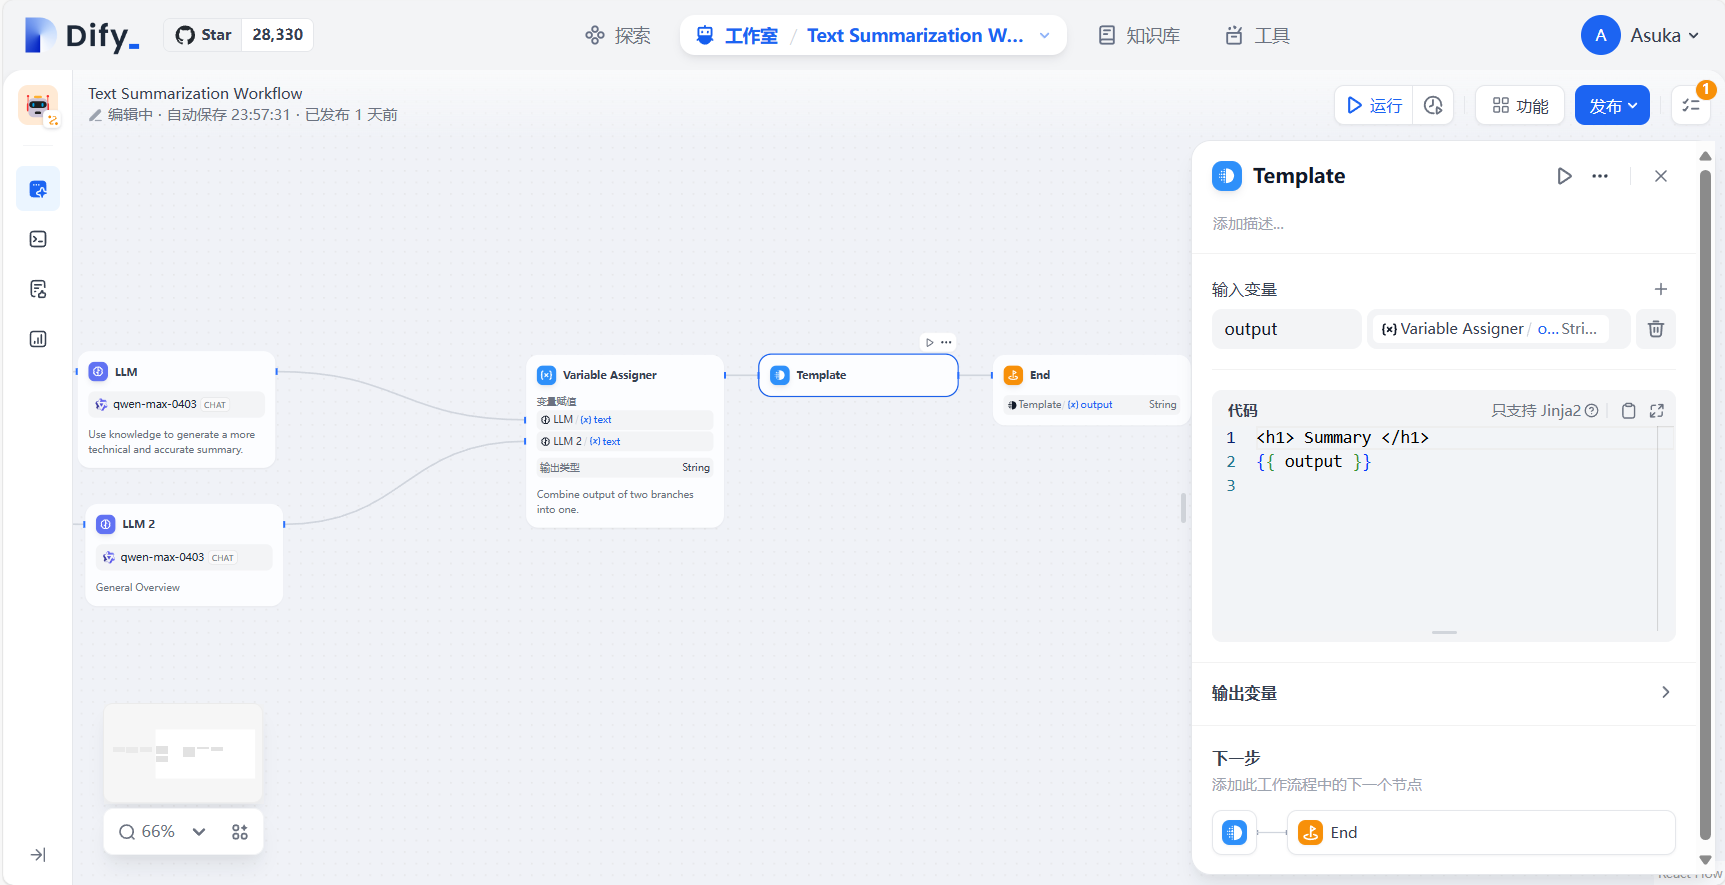 Dify_
Star 28,330
探索
工作室 / Text Summarization W...
知识库
工具
A Asuka
Text Summarization Workflow
编辑中 · 自动保存 23:57:31 · 已发布 1 天前
运行
功能
发布
1
LLM
qwen-max-0403 CHAT
Use knowledge to generate a more
technical and accurate summary.
LLM 2
qwen-max-0403 CHAT
General Overview
Variable Assigner
变量赋值
LLM / {x} text
LLM 2 / {x} text
输出类型 String
Combine output of two branches
into one.
Template
End
Template / {x} output String
66%
Template
添加描述...
输入变量
output {x} Variable Assigner / o... Stri...
代码 只支持 Jinja2
1 <h1> Summary </h1>
2 {{ output }}
3
输出变量
下一步
添加此工作流程中的下一个节点
End
React Flow